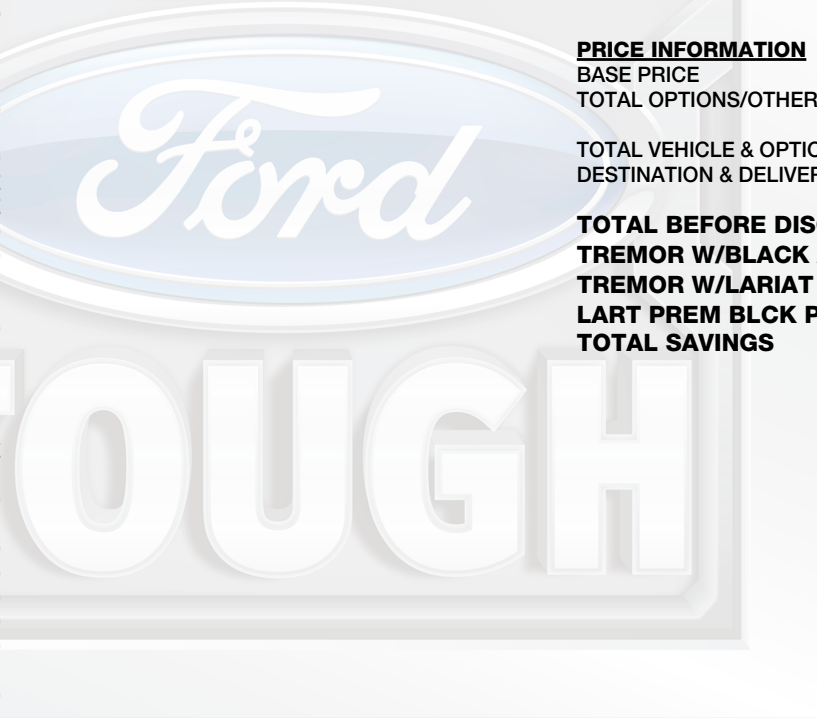 Ford
TOUGH
PRICE INFORMATION
BASE PRICE
TOTAL OPTIONS/OTHER
TOTAL VEHICLE & OPTIO
DESTINATION & DELIVER
TOTAL BEFORE DIS
TREMOR W/BLACK
TREMOR W/LARIAT
LART PREM BLCK P
TOTAL SAVINGS